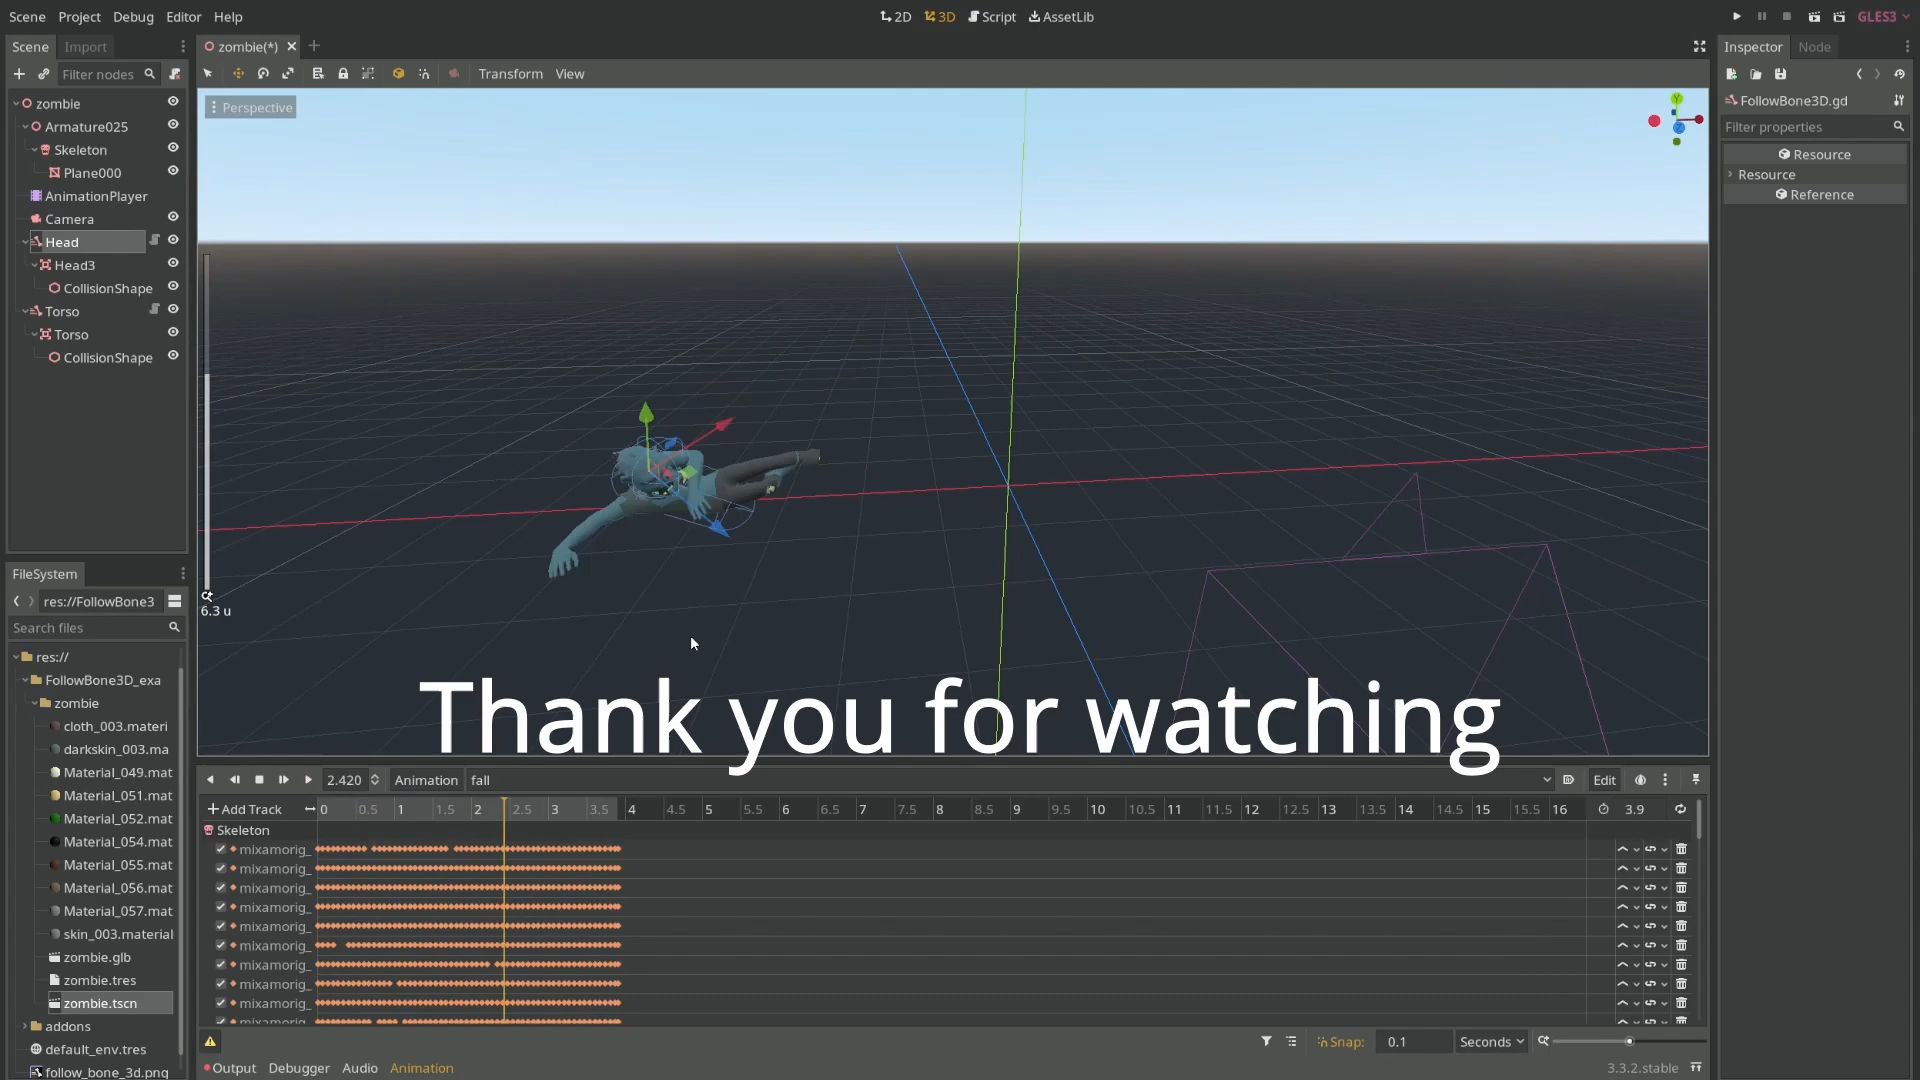 Scene Project Debug Editor Help
2D 3D Script AssetLib
GLES3
Scene Import
zombie(*)
Inspector Node
Filter nodes
Transform View
Perspective
FollowBone3D.gd
Filter properties
Resource
Resource
Reference
zombie
Armature025
Skeleton
Plane000
AnimationPlayer
Camera
Head
Head3
CollisionShape
Torso
Torso
CollisionShape
Y
Z
6.3 u
FileSystem
res://FollowBone3
Search files
res://
FollowBone3D_exa
zombie
cloth_003.materi
darkskin_003.ma
Material_049.mat
Material_051.mat
Material_052.mat
Material_054.mat
Material_055.mat
Material_056.mat
Material_057.mat
skin_003.material
zombie.glb
zombie.tres
zombie.tscn
addons
default_env.tres
follow_bone_3d.png
Thank you for watching
2.420 Animation fall Edit
Add Track 0 0.5 1 1.5 2 2.5 3 3.5 4 4.5 5 5.5 6 6.5 7 7.5 8 8.5 9 9.5 10 10.5 11 11.5 12 12.5 13 13.5 14 14.5 15 15.5 16 3.9
Skeleton
mixamorig_
mixamorig_
mixamorig_
mixamorig_
mixamorig_
mixamorig_
mixamorig_
mixamorig_
mixamorig_
mixamorig_
Snap: 0.1 Seconds
Output Debugger Audio Animation
3.3.2.stable